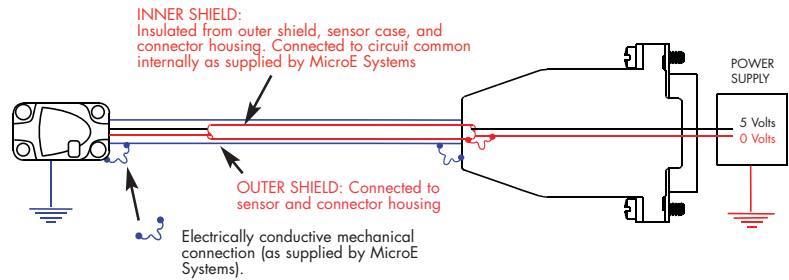 INNER SHIELD:
Insulated from outer shield, sensor case, and
connector housing. Connected to circuit common
internally as supplied by MicroE Systems
POWER
SUPPLY
5 Volts
0 Volts
OUTER SHIELD: Connected to
sensor and connector housing
Electrically conductive mechanical
connection (as supplied by MicroE
Systems).